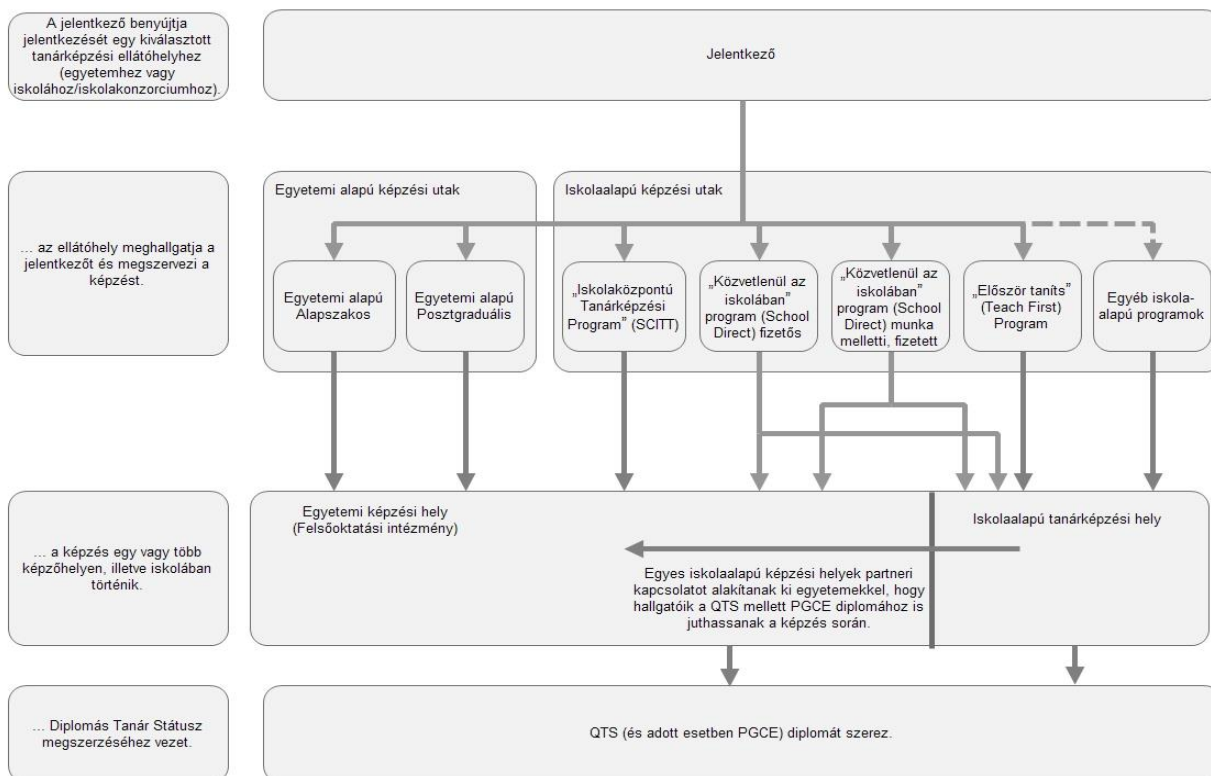 A jelentkező benyújtja
jelentkezését egy kiválasztott
tanárképzési ellátóhelyhez
(egyetemhez vagy
iskolához/iskolakonzorciumhoz).
Jelentkező
... az ellátóhely meghallgatja a
jelentkezőt és megszervezi a
képzést.
Egyetemi alapú képzési utak
Egyetemi alapú
Alapszakos
Egyetemi alapú
Posztgraduális
Iskolaalapú képzési utak
„Iskolaközpontú
Tanárképzési
Program” (SCITT)
„Közvetlenül az
iskolában”
program (School
Direct) fizetős
„Közvetlenül az
iskolában”
program (School
Direct) munka
melletti, fizetett
„Először taníts”
(Teach First)
Program
Egyéb iskola-
alapú programok
... a képzés egy vagy több
képzőhelyen, illetve iskolában
történik.
Egyetemi képzési hely
(Felsőoktatási intézmény)
Iskolaalapú tanárképzési hely
Egyes iskolaalapú képzési helyek partneri
kapcsolatot alakítanak ki egyetemekkel, hogy
hallgatóik a QTS mellett PGCE diplomához is
juthassanak a képzés során.
... Diplomás Tanár Státusz
megszerzéséhez vezet.
QTS (és adott esetben PGCE) diplomát szerez.